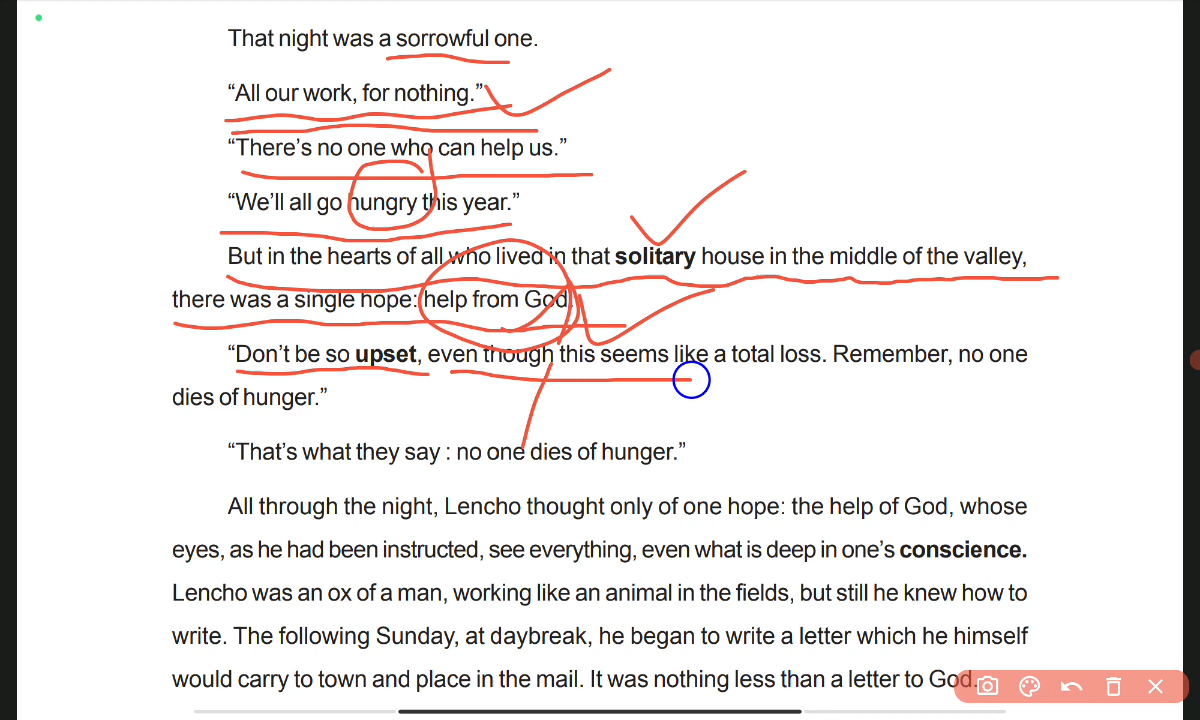 That night was a sorrowful one.
“All our work, for nothing.”
“There’s no one who can help us.”
“We’ll all go hungry this year.”
But in the hearts of all who lived in that solitary house in the middle of the valley,
there was a single hope: help from God.
“Don’t be so upset, even though this seems like a total loss. Remember, no one
dies of hunger.”
“That’s what they say : no one dies of hunger.”
All through the night, Lencho thought only of one hope: the help of God, whose
eyes, as he had been instructed, see everything, even what is deep in one’s conscience.
Lencho was an ox of a man, working like an animal in the fields, but still he knew how to
write. The following Sunday, at daybreak, he began to write a letter which he himself
would carry to town and place in the mail. It was nothing less than a letter to God.